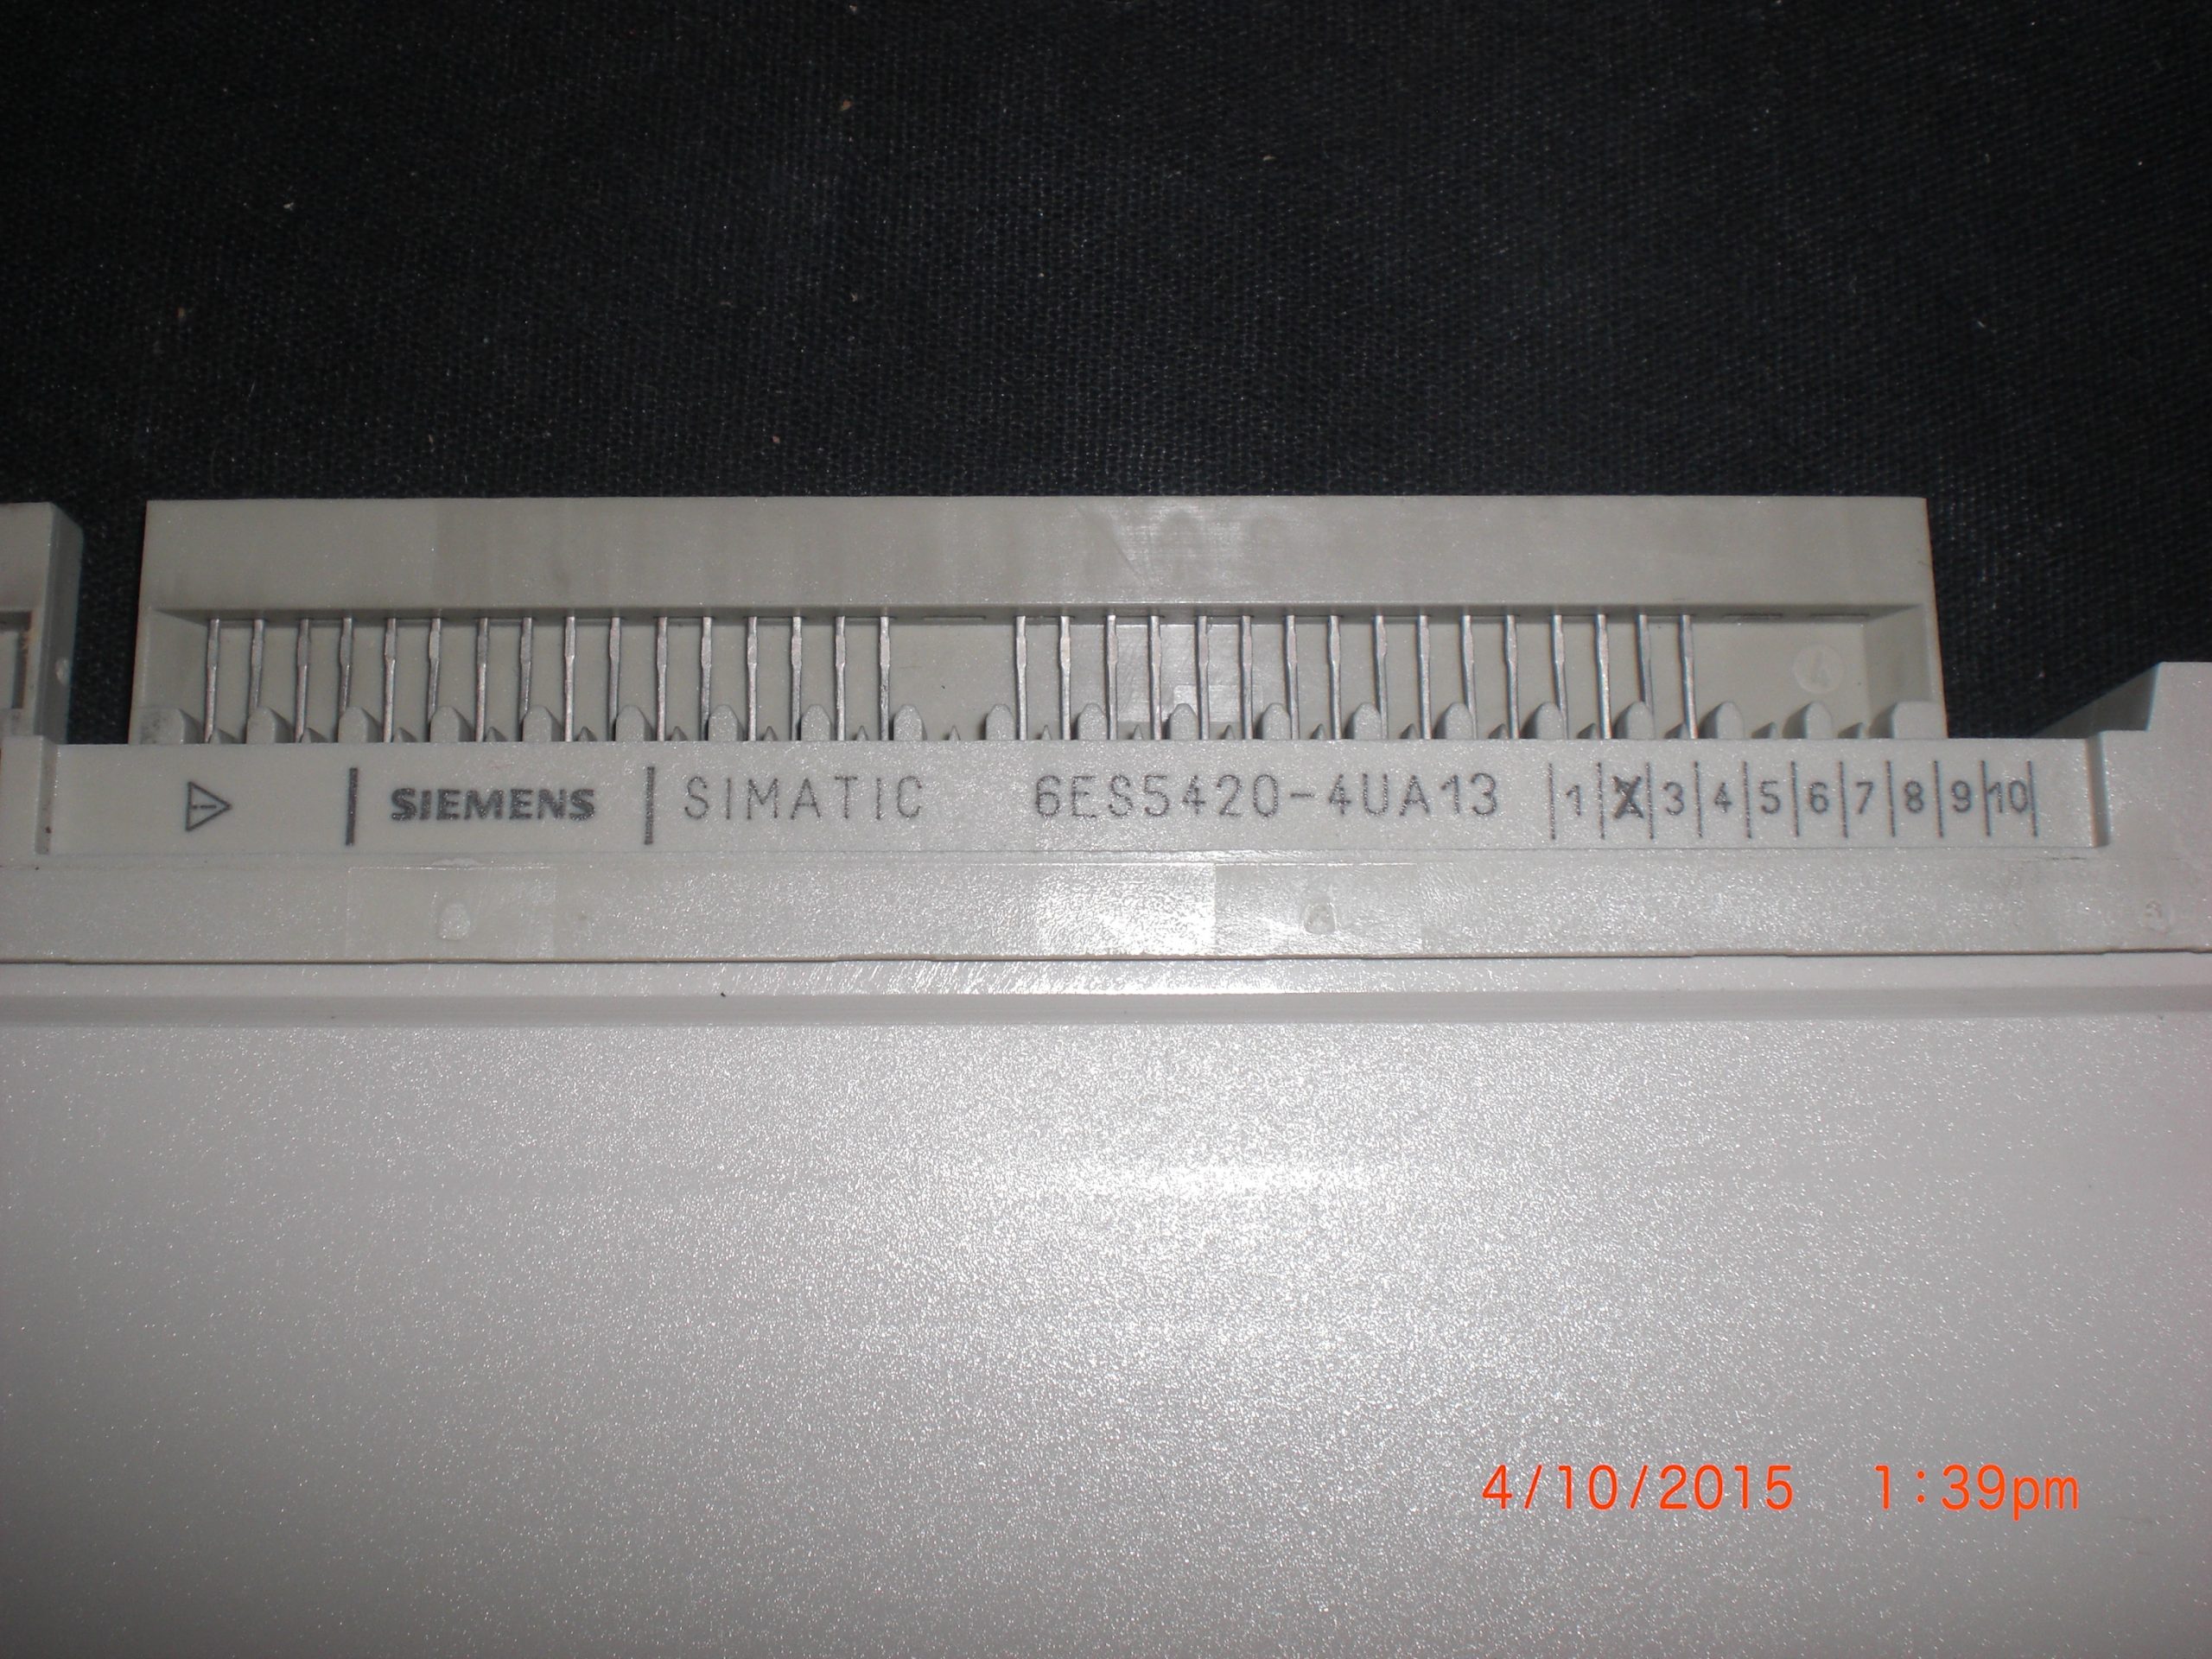 SIEMENS SIMATIC 6ES5420-4UA13 1 X 3 4 5 6 7 8 9 10
4/10/2015 1:39pm